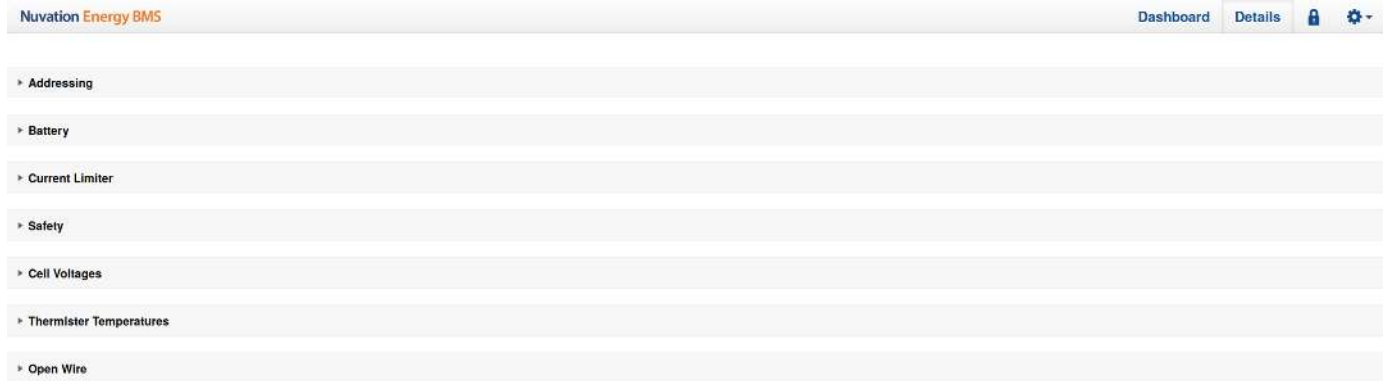 Nuvation Energy BMS
Dashboard Details
Addressing
Battery
Current Limiter
Safety
Cell Voltages
Thermister Temperatures
Open Wire